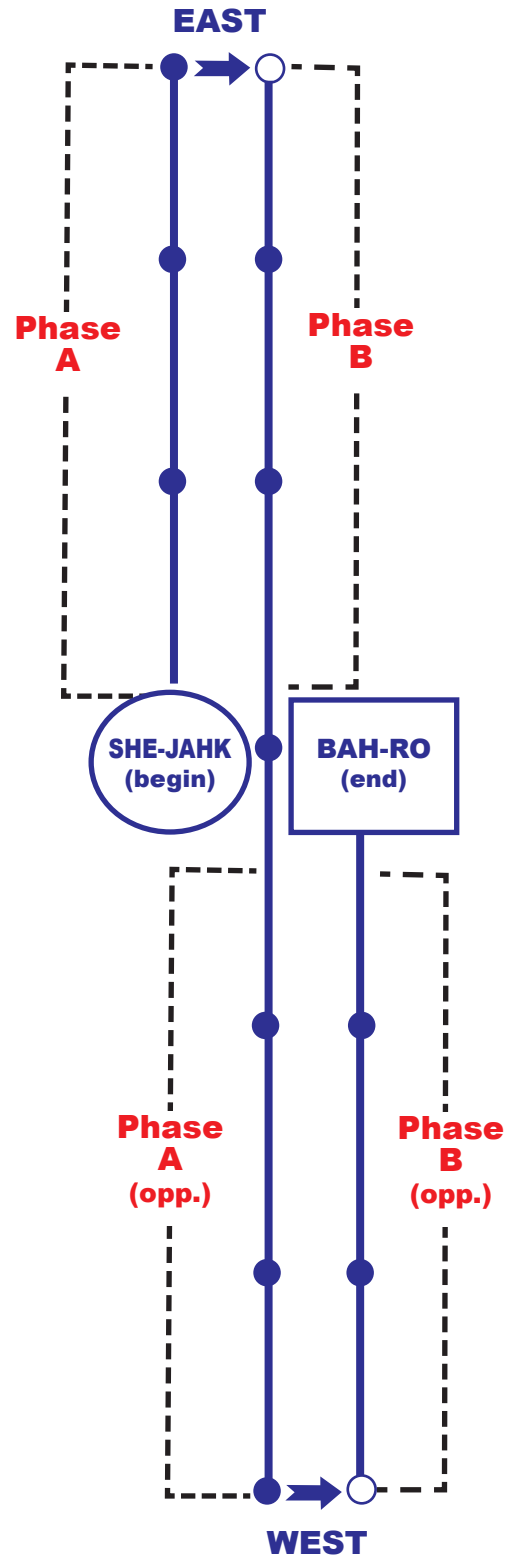 EAST
Phase
A
Phase
B
SHE-JAHK
(begin)
BAH-RO
(end)
Phase
A
(opp.)
Phase
B
(opp.)
WEST